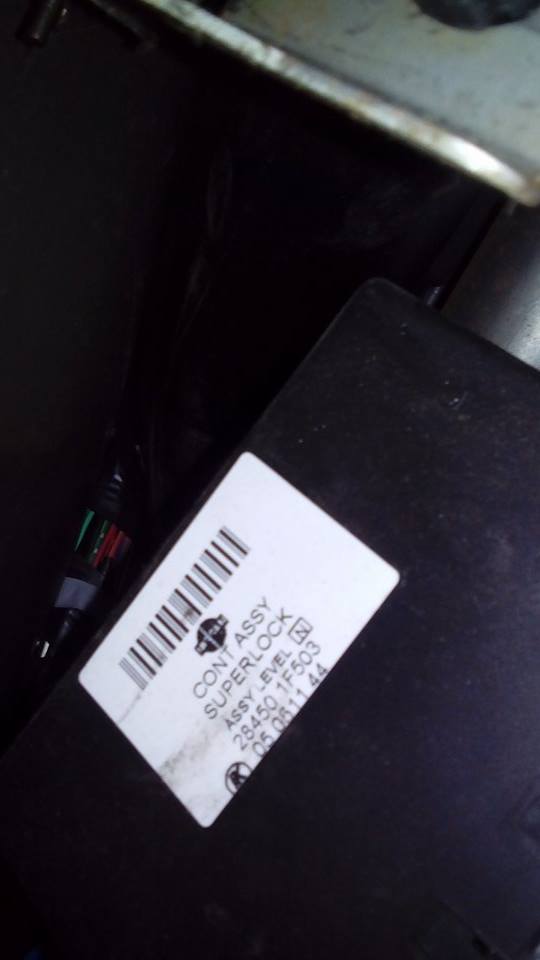 CONT ASSY
SUPERLOCK
ASSY LEVEL N
28450 1F503
05.0611.44
K